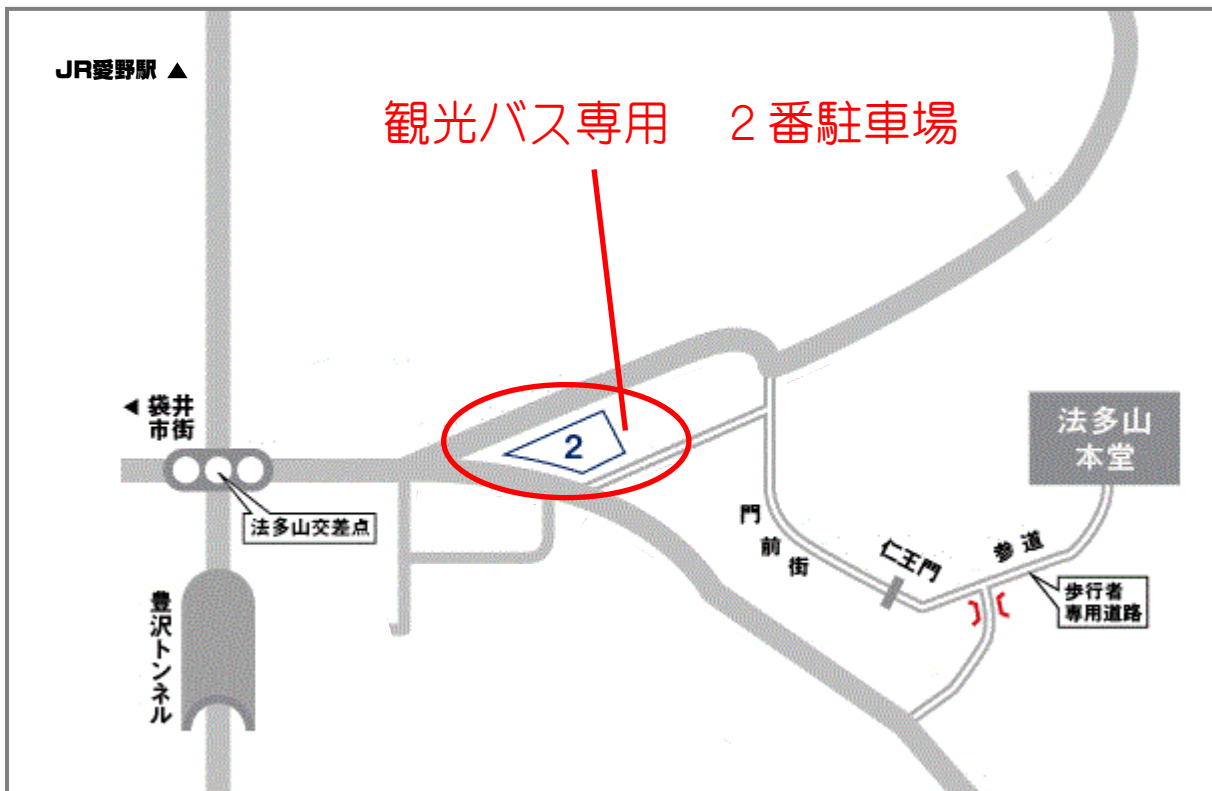 JR愛野駅 ▲
観光バス専用　２番駐車場
◀ 袋井
市街
2
法多山
本堂
法多山交差点
門前街
仁王門
参道
歩行者
専用道路
豊沢トンネル